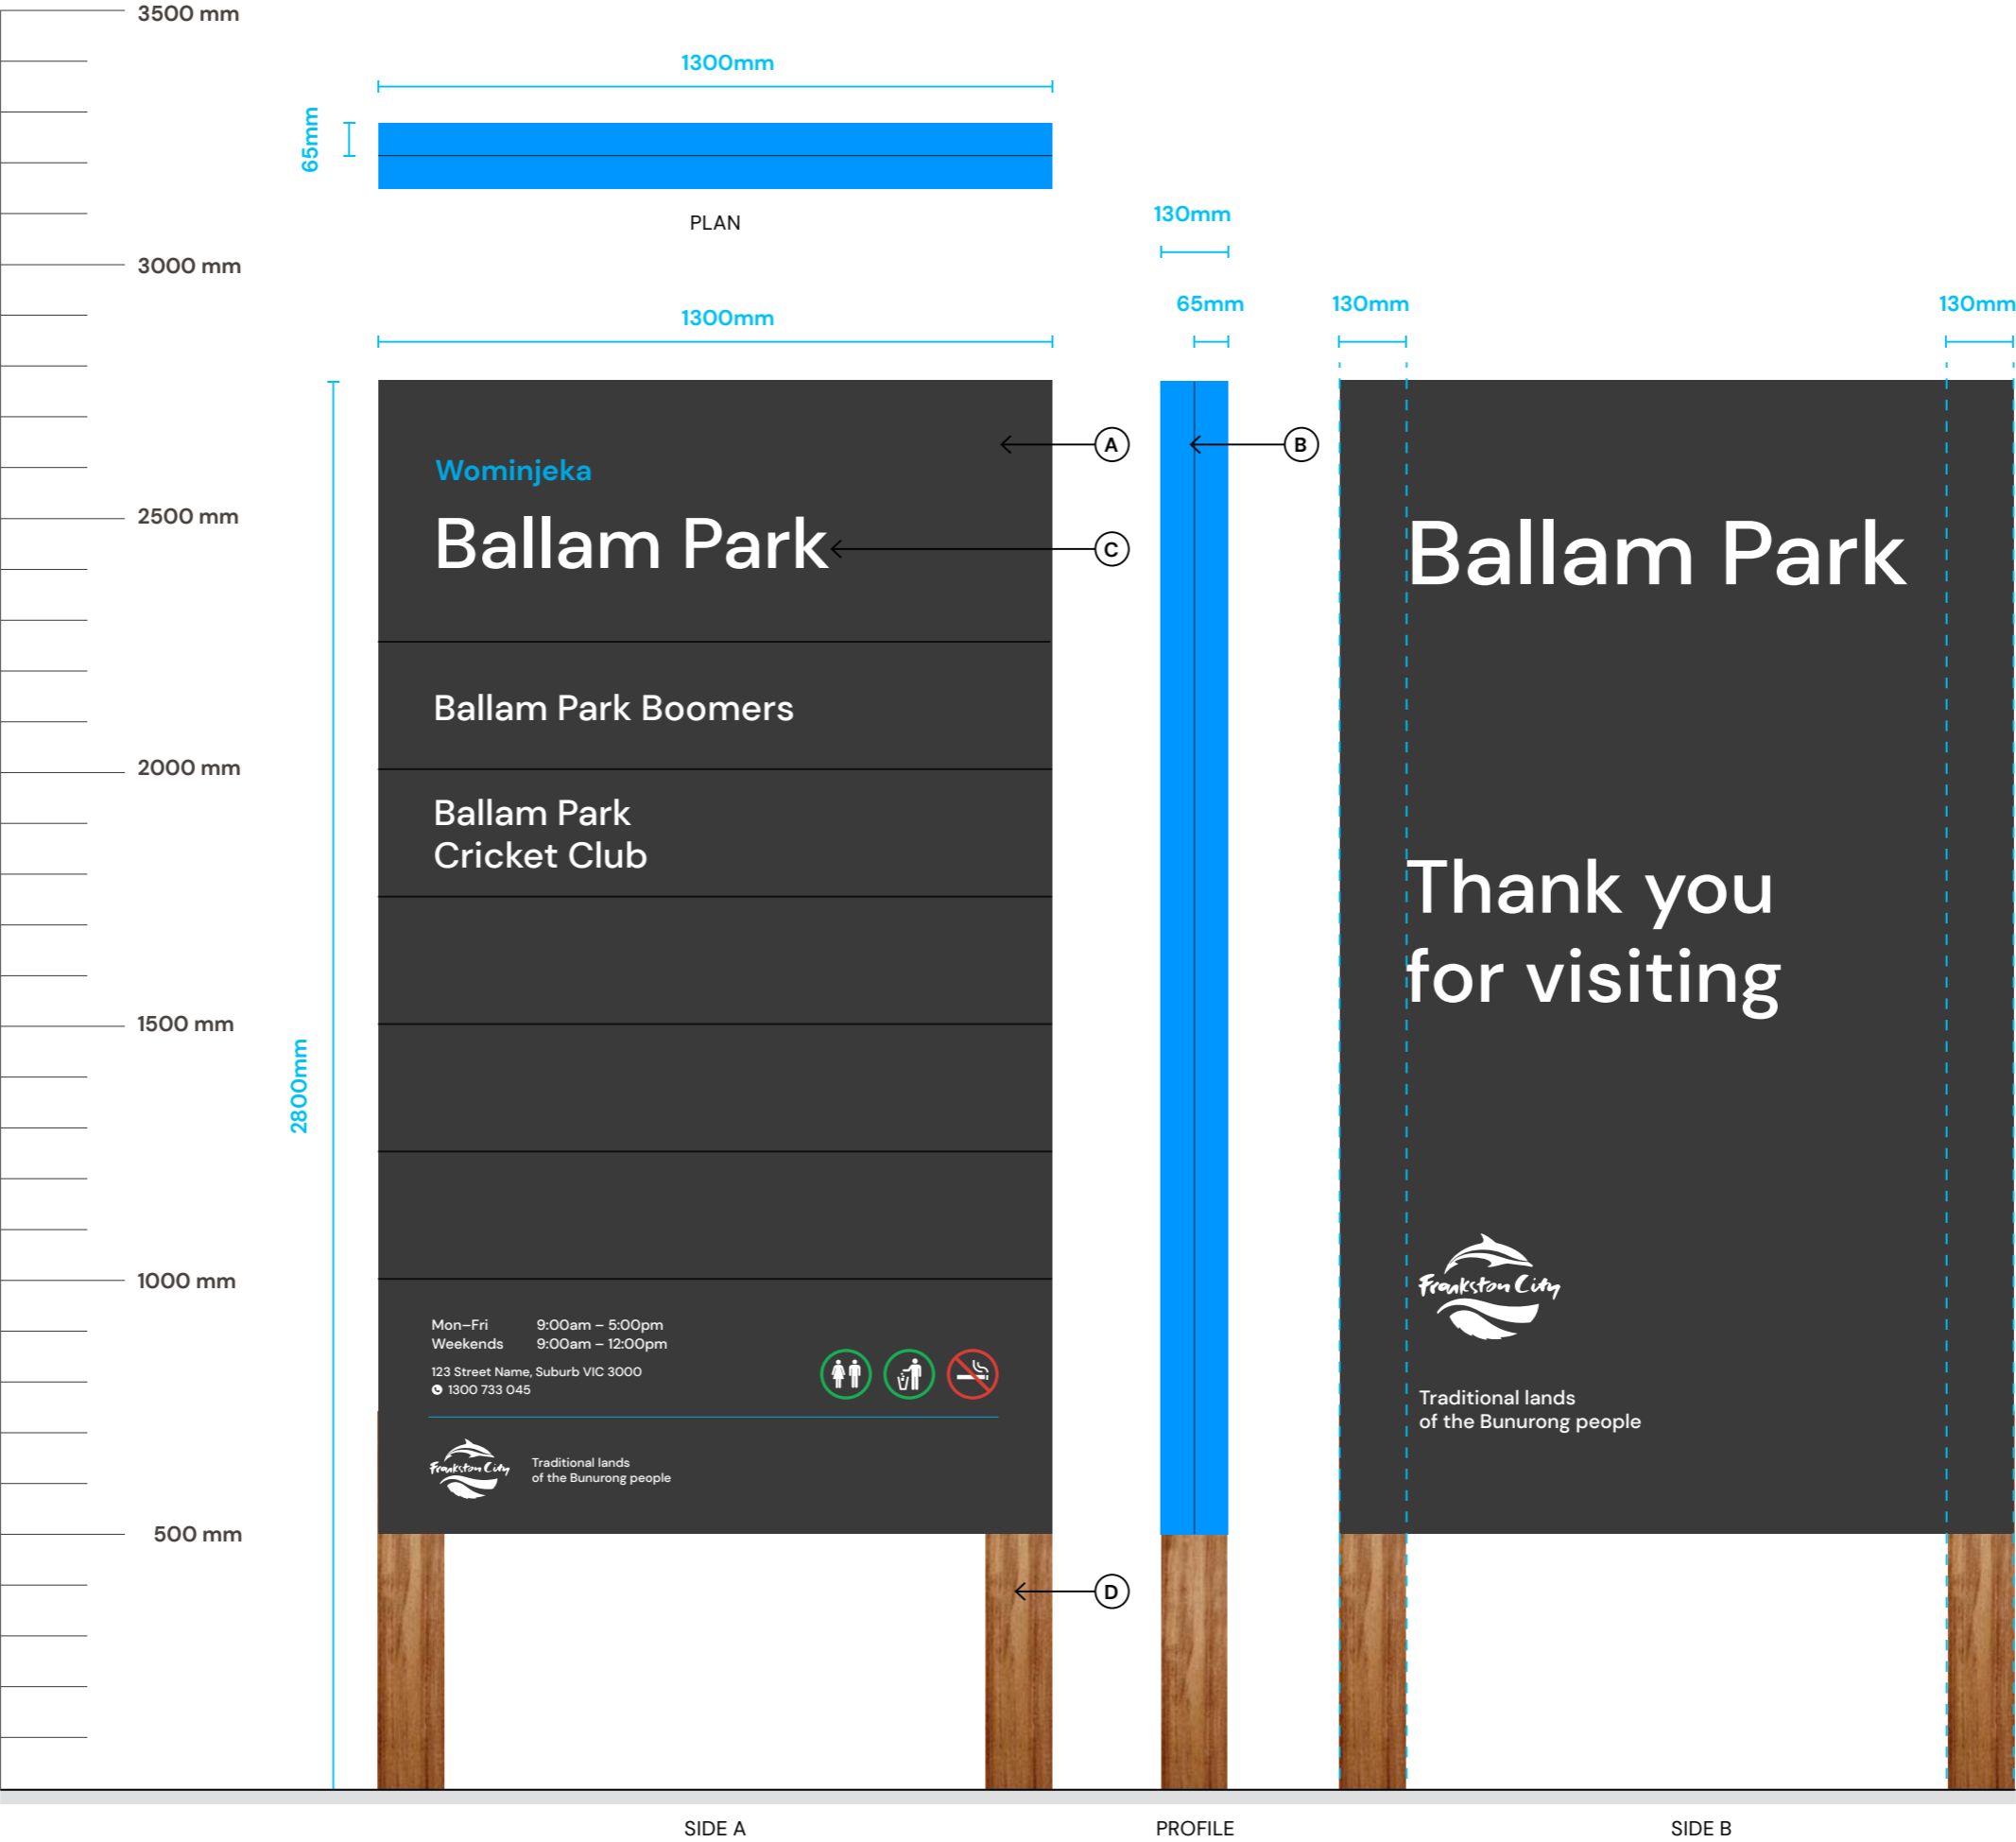 3500 mm
1300mm
65mm
PLAN
130mm
3000 mm
1300mm
65mm
130mm
130mm
A
B
Wominjeka
2500 mm
Ballam Park
C
Ballam Park
Ballam Park Boomers
2000 mm
Ballam Park
Cricket Club
Thank you
for visiting
1500 mm
2800mm
1000 mm
Frankston City
Mon–Fri 9:00am – 5:00pm
Weekends 9:00am – 12:00pm
123 Street Name, Suburb VIC 3000
1300 733 045
Traditional lands
of the Bunurong people
Frankston City
Traditional lands
of the Bunurong people
500 mm
D
SIDE A
PROFILE
SIDE B